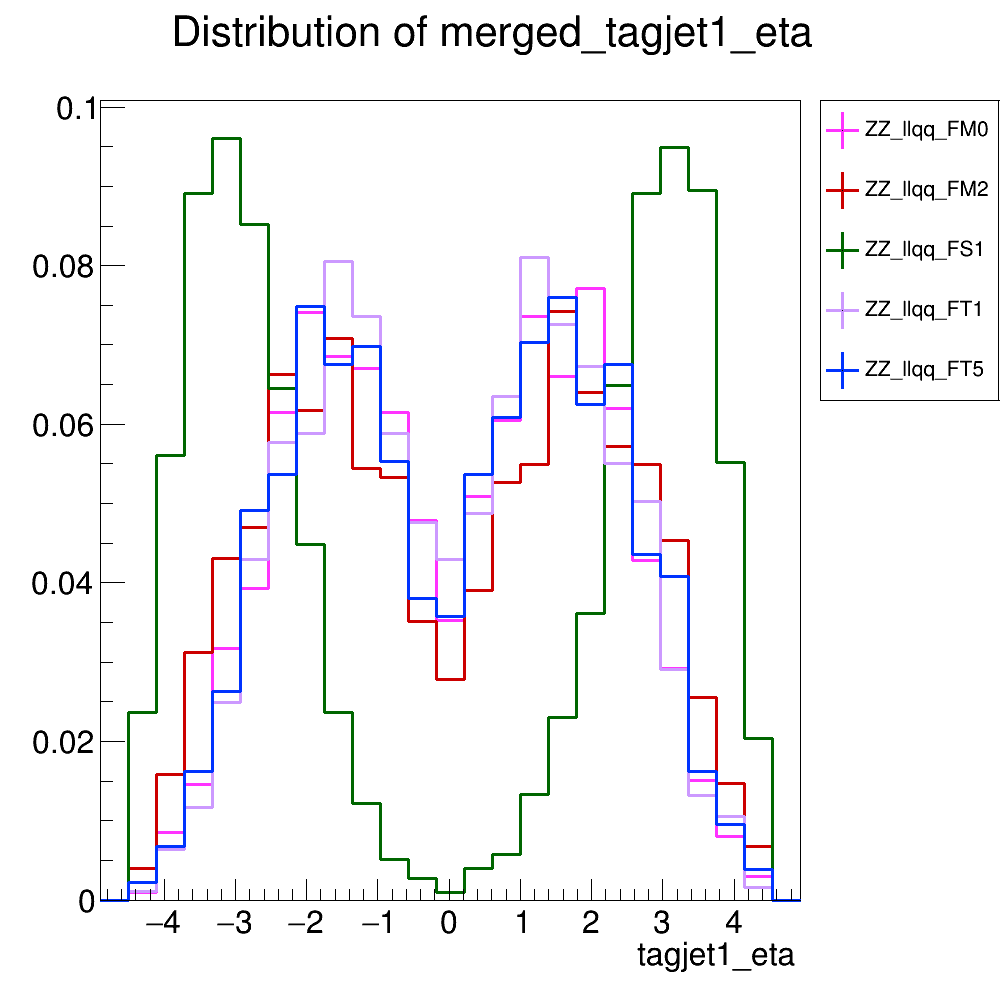 Distribution of merged_tagjet1_eta
0.1
0.08
0.06
0.04
0.02
0
−4 −3 −2 −1 0 1 2 3 4
tagjet1_eta
ZZ_llqq_FM0
ZZ_llqq_FM2
ZZ_llqq_FS1
ZZ_llqq_FT1
ZZ_llqq_FT5